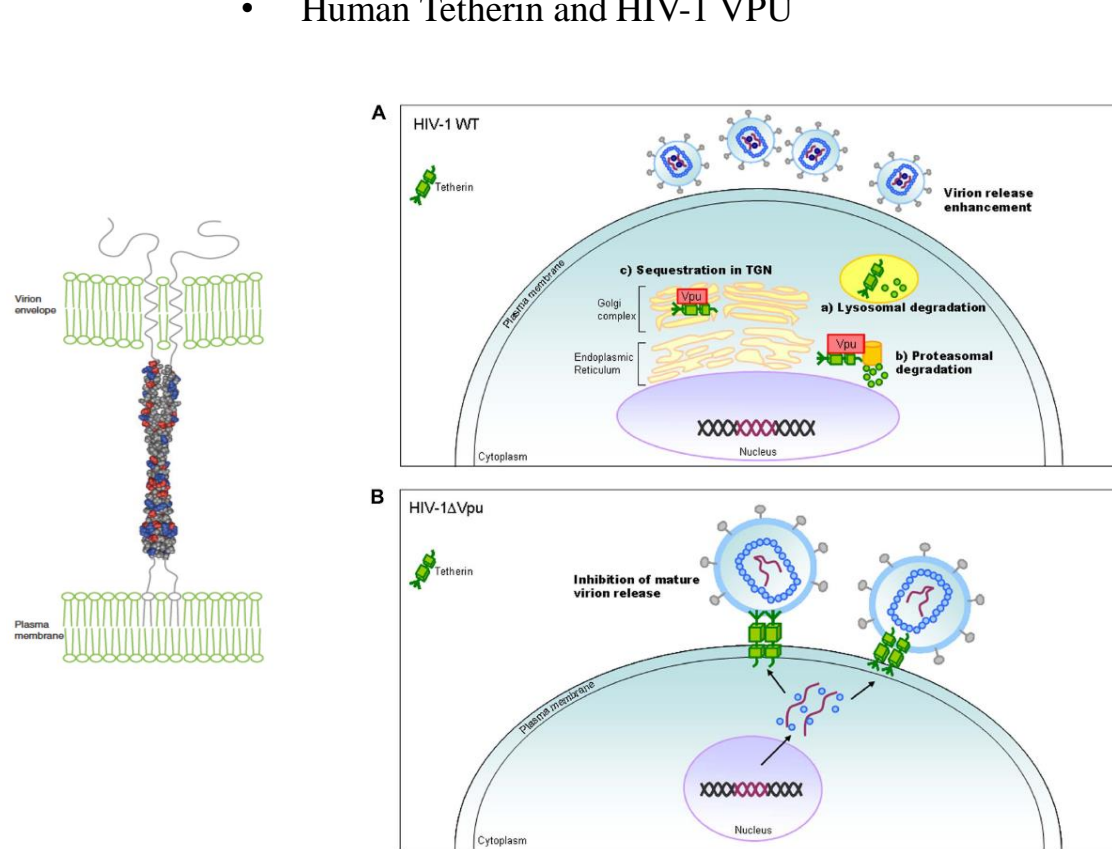 • Human Tetherin and HIV-1 VPU
Virion
envelope
Plasma
membrane
A
HIV-1 WT
Tetherin
Virion release
enhancement
Plasma membrane
c) Sequestration in TGN
Golgi
complex
Vpu
a) Lysosomal degradation
Endoplasmic
Reticulum
Vpu
b) Proteasomal
degradation
Nucleus
Cytoplasm
B
HIV-1ΔVpu
Tetherin
Inhibition of mature
virion release
Plasma membrane
Nucleus
Cytoplasm